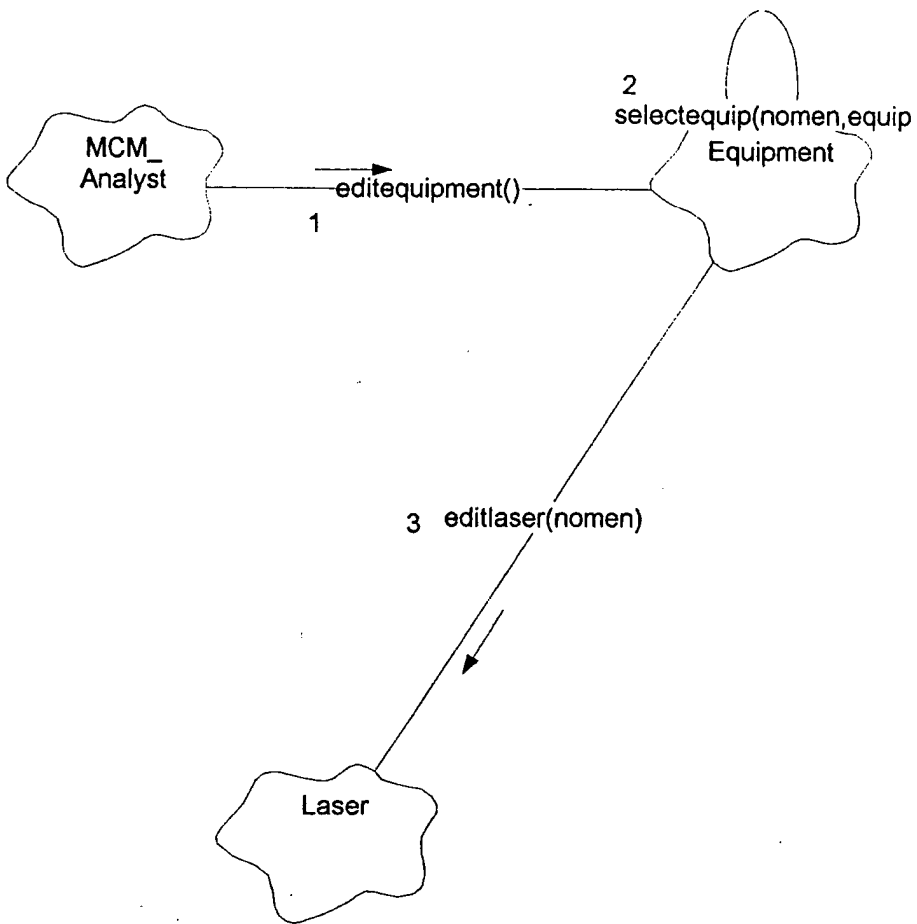 2
selectequip(nomen,equip
MCM_
Analyst
Equipment
editequipment()
1
3 editlaser(nomen)
Laser